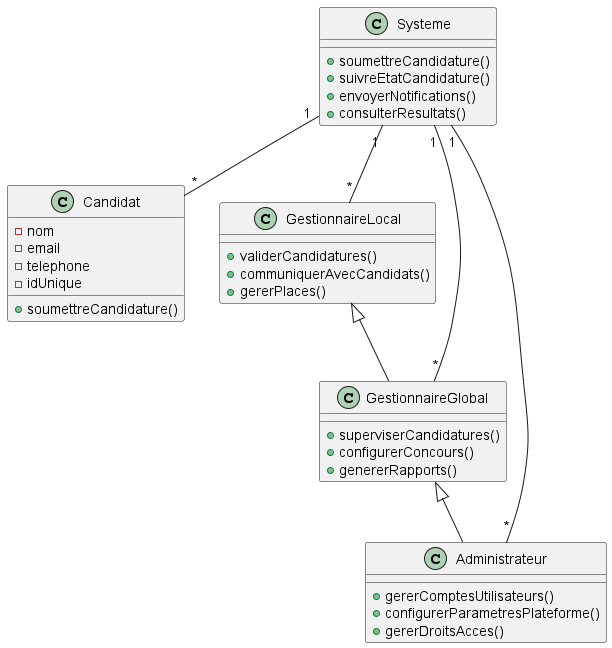 C Systeme
soumettreCandidature()
suivreEtatCandidature()
envoyerNotifications()
consulterResultats()
1
1
1
1
*
*
C Candidat
nom
email
telephone
idUnique
soumettreCandidature()
C GestionnaireLocal
validerCandidatures()
communiquerAvecCandidats()
gererPlaces()
*
C GestionnaireGlobal
superviserCandidatures()
configurerConcours()
genererRapports()
*
C Administrateur
gererComptesUtilisateurs()
configurerParametresPlateforme()
gererDroitsAcces()